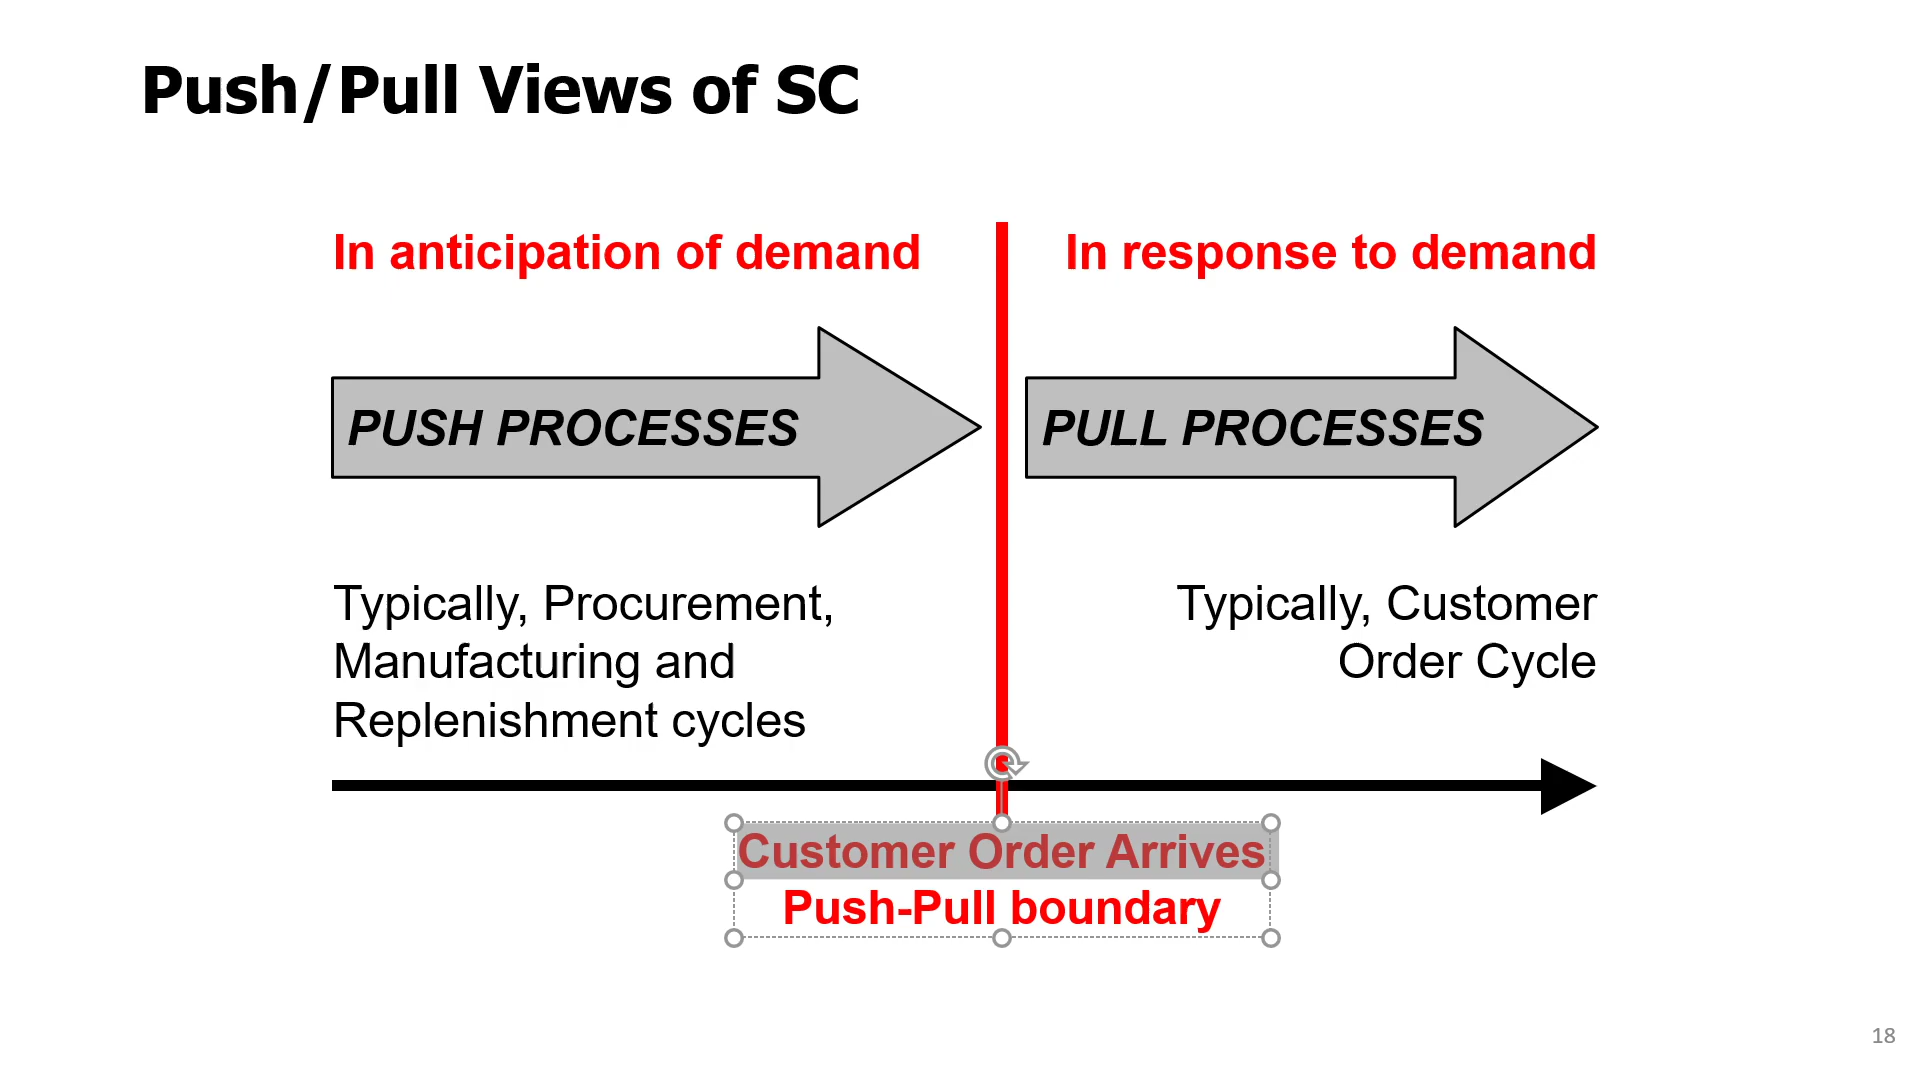 Push/Pull Views of SC
In anticipation of demand
In response to demand
PUSH PROCESSES
PULL PROCESSES
Typically, Procurement,
Manufacturing and
Replenishment cycles
Typically, Customer
Order Cycle
Customer Order Arrives
Push-Pull boundary
18